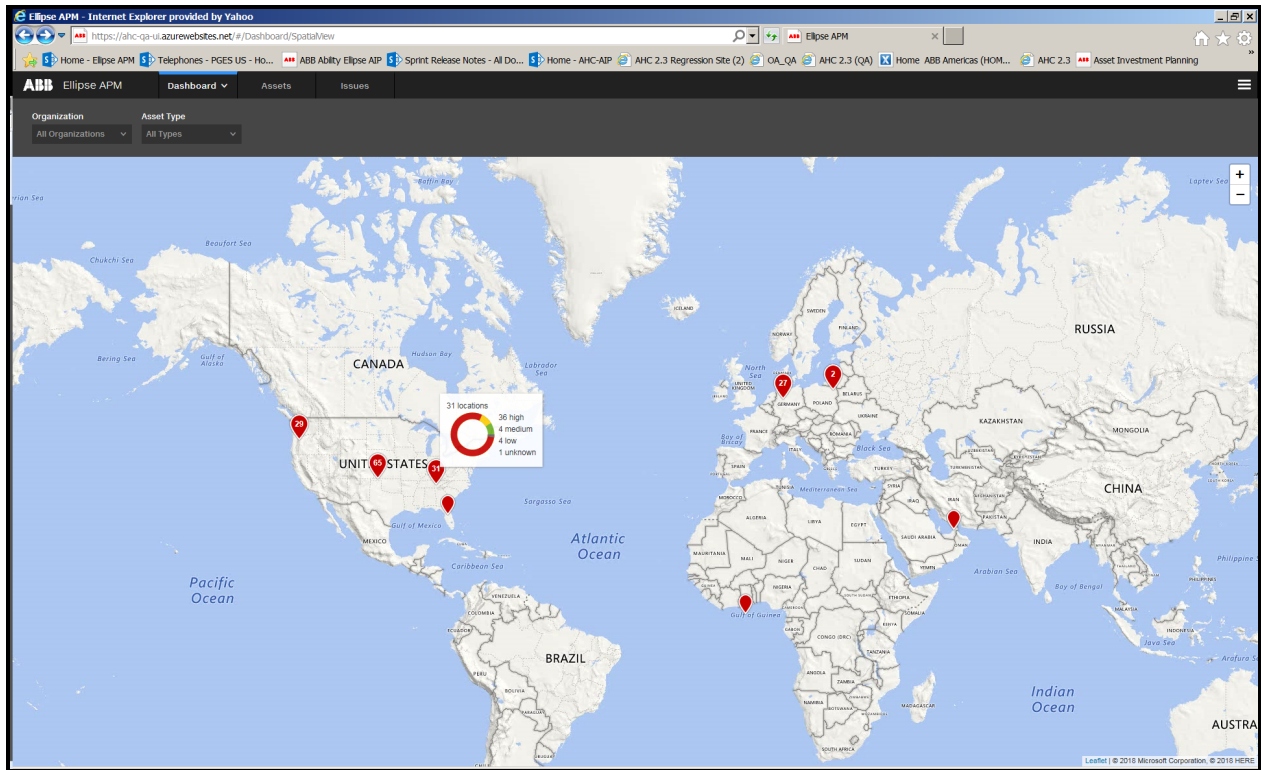 Ellipse APM - Internet Explorer provided by Yahoo
https://ahc-qa-ui.azurewebsites.net/#/Dashboard/SpatialView
Ellipse APM
Home - Ellipse APM
Telephones - PGES US - Ho...
ABB Ability Ellipse AIP
Sprint Release Notes - All Do...
Home - AHC-AIP
AHC 2.3 Regression Site (2)
OA_QA
AHC 2.3 (QA)
Home ABB Americas (HOM...
AHC 2.3
Asset Investment Planning
ABB Ellipse APM
Dashboard
Assets
Issues
Organization
Asset Type
All Organizations
All Types
+
−
Baffin Bay
Laptev Sea
Beaufort Sea
Chukchi Sea
ICELAND
SWEDEN
FINLAND
NORWAY
RUSSIA
Bering Sea
Gulf of
Alaska
CANADA
Hudson Bay
Labrador
Sea
North
Sea
UNITED
KINGDOM
27
2
GERMANY
POLAND
BELARUS
UKRAINE
31 locations
36 high
4 medium
4 low
1 unknown
29
KAZAKHSTAN
MONGOLIA
FRANCE
ROMANIA
Bay of
Biscay
ITALY
Black Sea
UNITED STATES
65
31
SPAIN
TURKEY
CHINA
Sargasso Sea
TUNISIA
Mediterranean Sea
SYRIA
MOROCCO
IRAQ
IRAN
AFGHANISTAN
PAKISTAN
Gulf of Mexico
MEXICO
ALGERIA
LIBYA
EGYPT
SAUDI ARABIA
OMAN
INDIA
Atlantic
Ocean
MAURITANIA
MALI
NIGER
CHAD
SUDAN
YEMEN
Caribbean Sea
Arabian Sea
Philippine S
Bay of Bengal
PHILIPPINES
Pacific
Ocean
VENEZUELA
COLOMBIA
ECUADOR
NIGERIA
ETHIOPIA
SOMALIA
Gulf of Guinea
GABON
CONGO (DRC)
KENYA
TANZANIA
MALAYSIA
INDONESIA
Java Sea
Arafura S
BRAZIL
PERU
BOLIVIA
PARAGUAY
ANGOLA
ZAMBIA
NAMIBIA
BOTSWANA
MADAGASCAR
Indian
Ocean
AUSTRA
SOUTH AFRICA
CHILE
URUGUAY
Leaflet | © 2018 Microsoft Corporation, © 2018 HERE